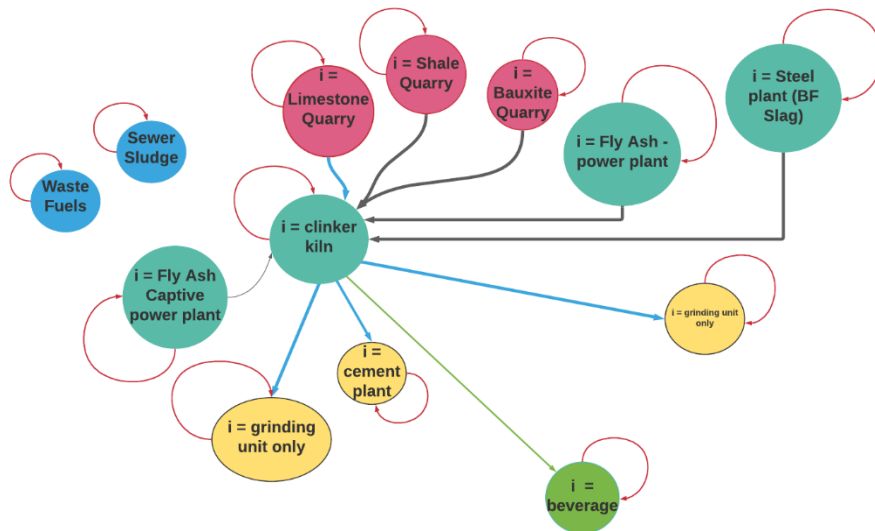 i =
Limestone
Quarry
i = Shale
Quarry
i =
Bauxite
Quarry
i = Fly Ash -
power plant
i = Steel
plant (BF
Slag)
Sewer
Sludge
Waste
Fuels
i = clinker
kiln
i = Fly Ash
Captive
power plant
i = grinding unit
only
i =
cement
plant
i = grinding
unit only
i =
beverage